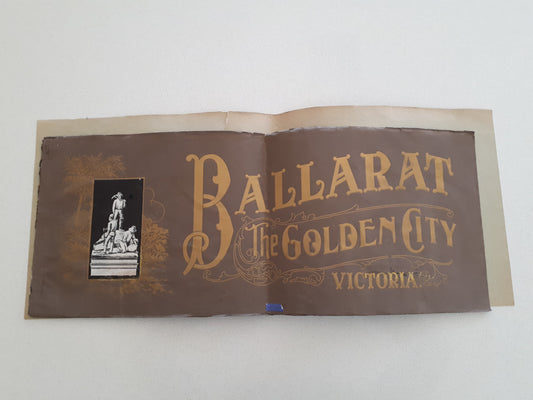 BALLARAT
The GOLDEN CITY
VICTORIA.